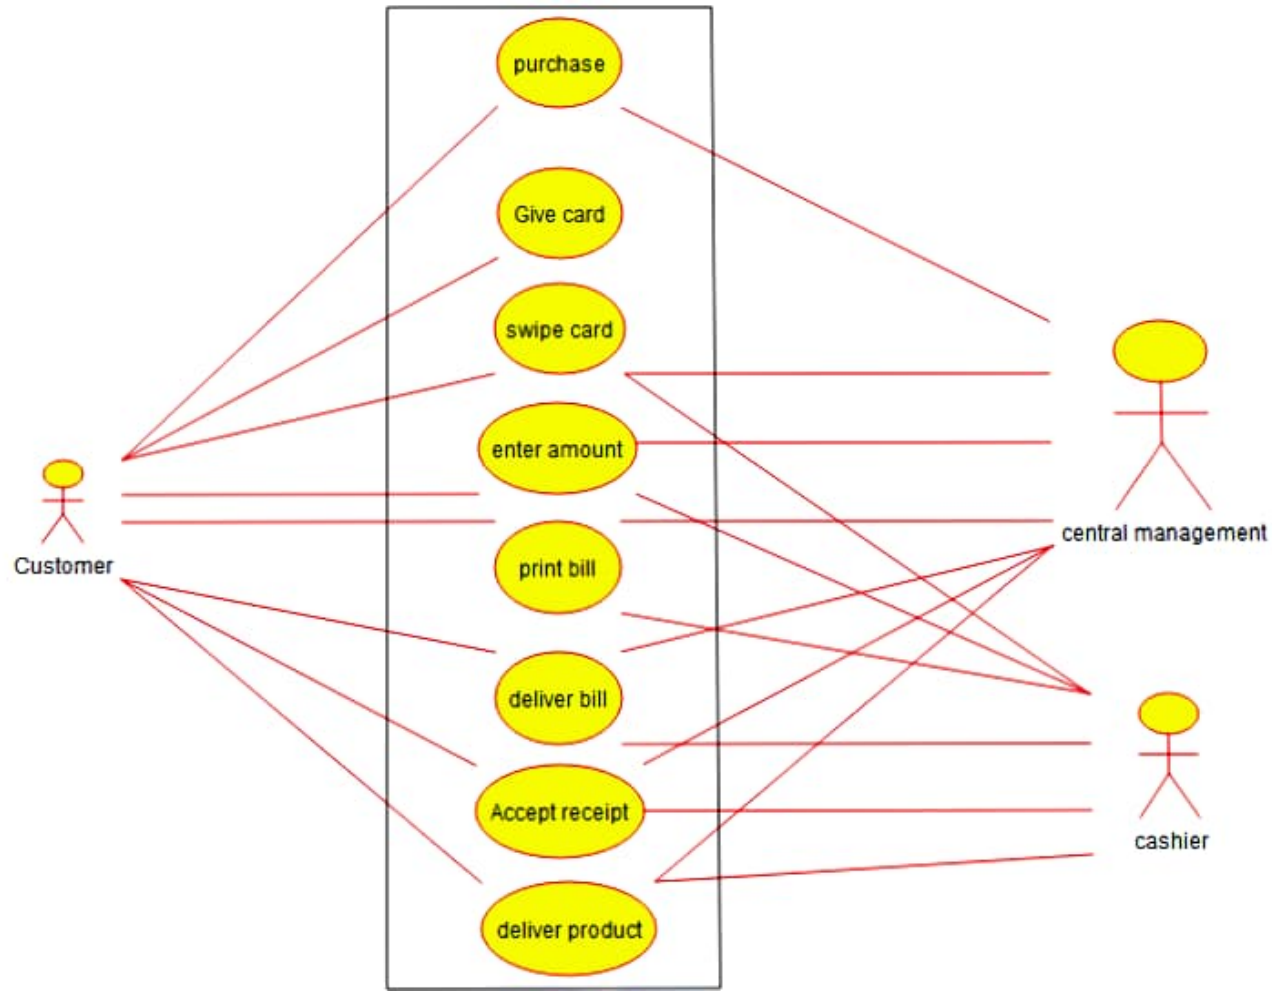 purchase
Give card
swipe card
enter amount
print bill
deliver bill
Accept receipt
deliver product
Customer
central management
cashier